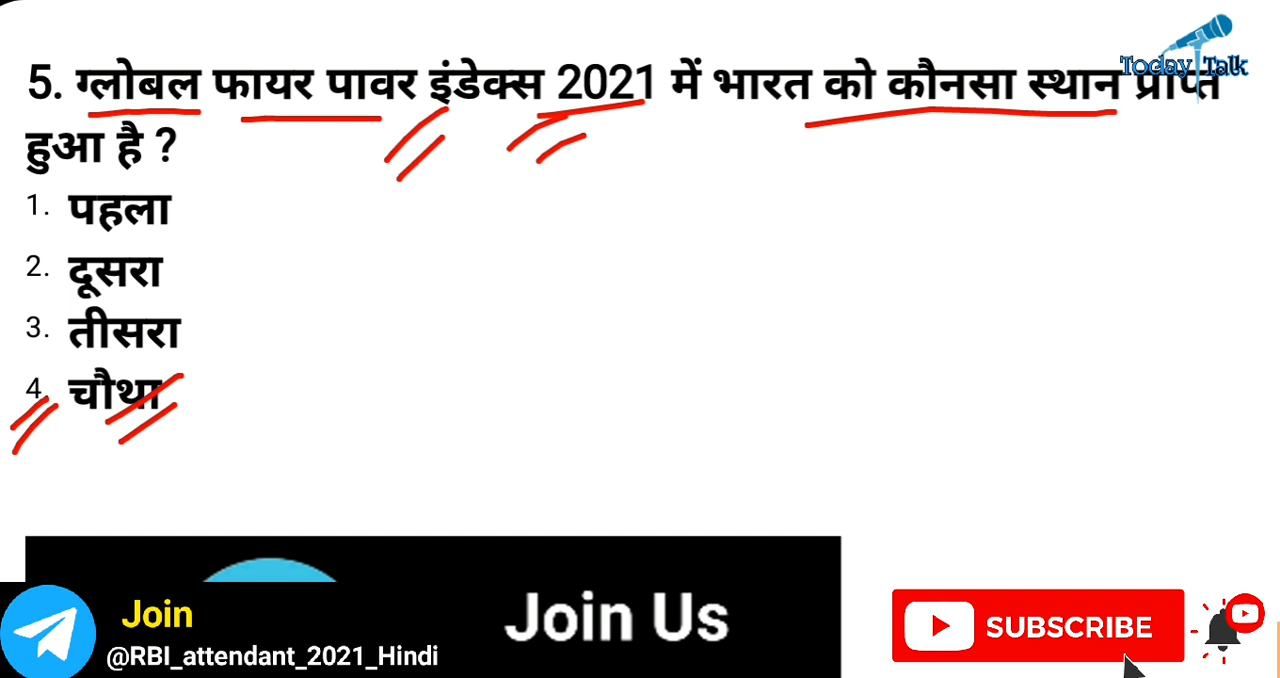 Today Talk
5. ग्लोबल फायर पावर इंडेक्स 2021 में भारत को कौनसा स्थान प्राप्त
हुआ है ?
1. पहला
2. दूसरा
3. तीसरा
4. चौथा
Join Us
Join
@RBI_attendant_2021_Hindi
SUBSCRIBE